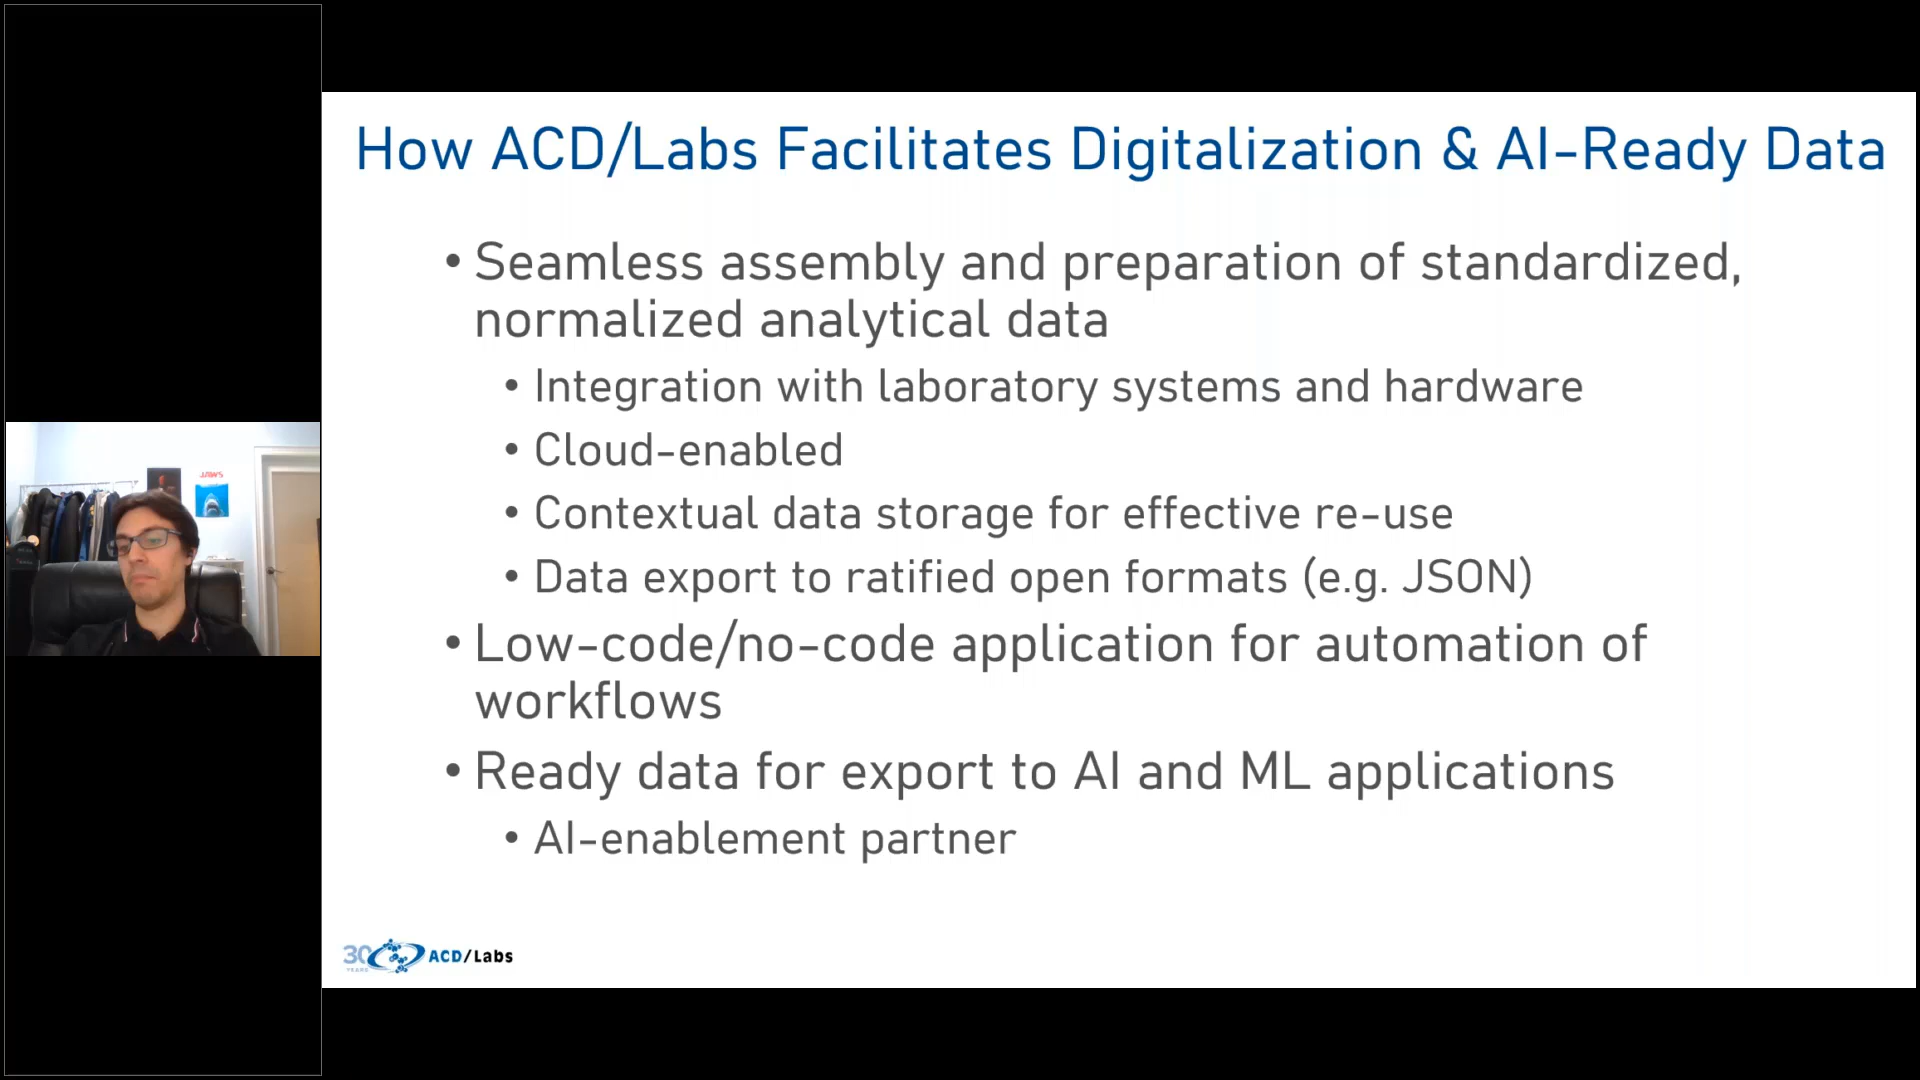 How ACD/Labs Facilitates Digitalization & AI-Ready Data
• Seamless assembly and preparation of standardized,
normalized analytical data
• Integration with laboratory systems and hardware
• Cloud-enabled
• Contextual data storage for effective re-use
• Data export to ratified open formats (e.g. JSON)
• Low-code/no-code application for automation of
workflows
• Ready data for export to AI and ML applications
• AI-enablement partner
JAWS
30
YEARS
ACD/Labs